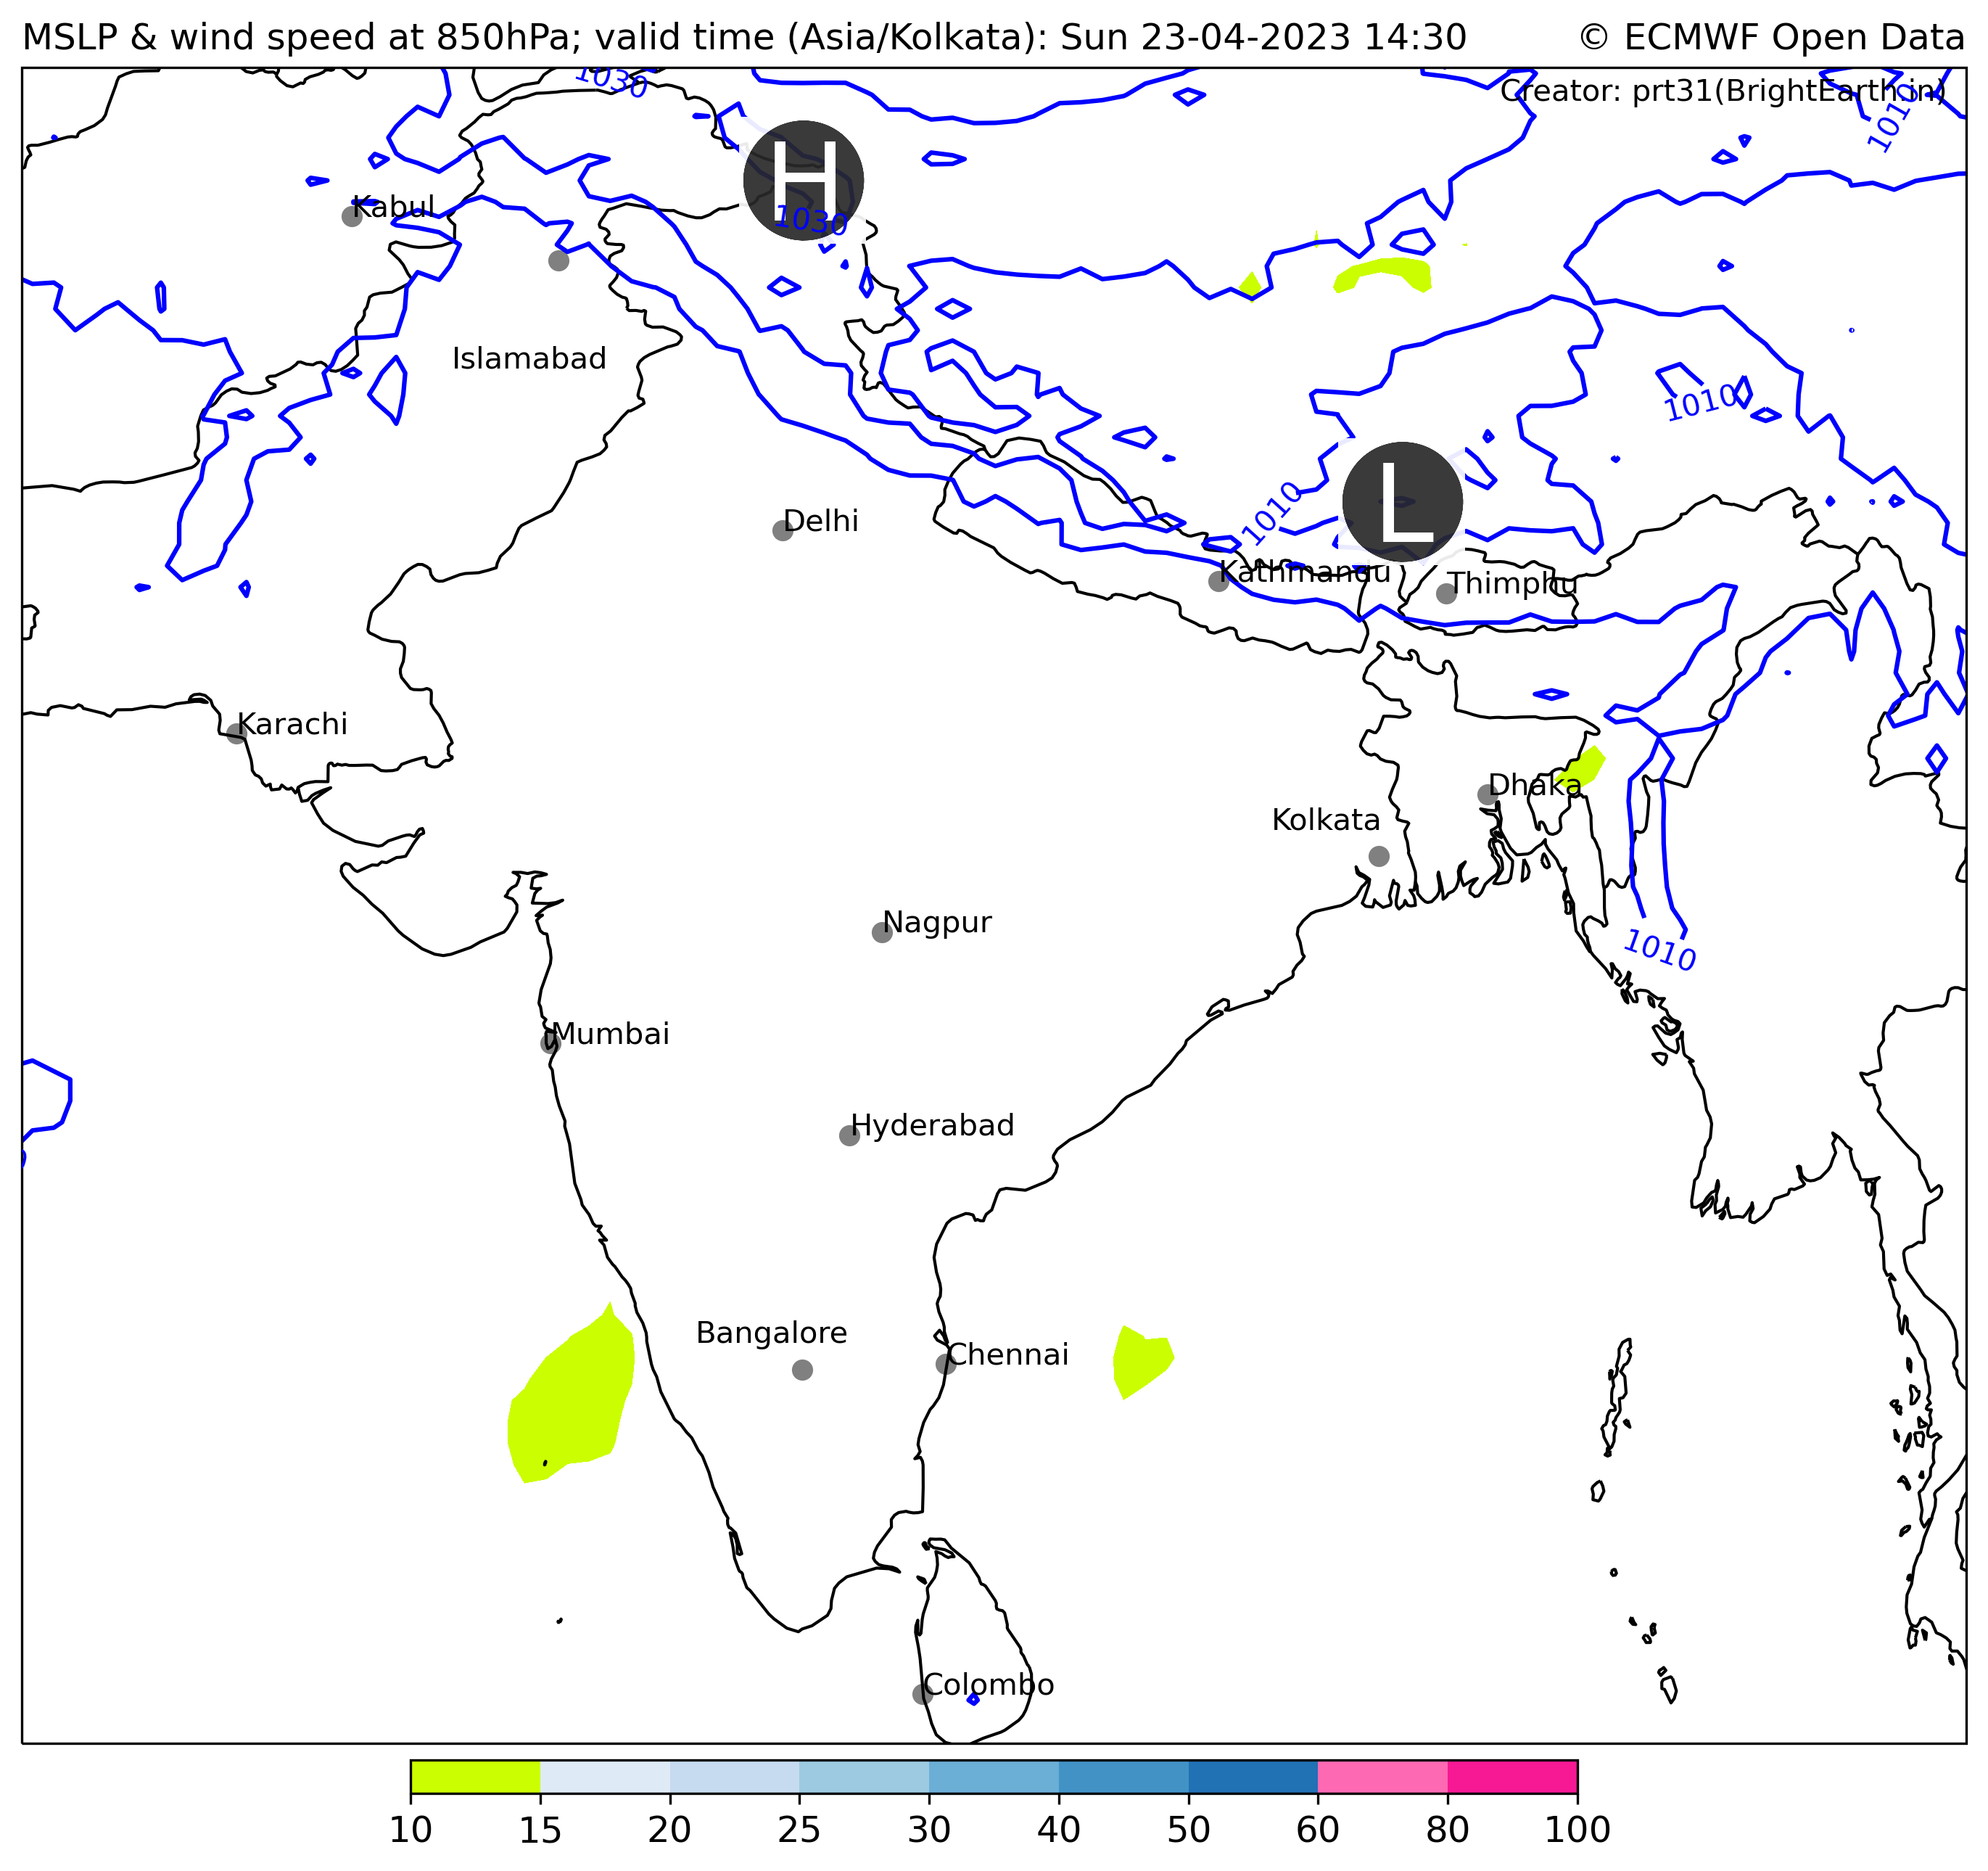 MSLP & wind speed at 850hPa; valid time (Asia/Kolkata): Sun 23-04-2023 14:30 © ECMWF Open Data
Creator: prt31(BrightEarth.in)
1030
1010
H
1030
Kabul
Islamabad
1010
L
1010
Delhi
Kathmandu
Thimphu
Karachi
Dhaka
Kolkata
Nagpur
1010
Mumbai
Hyderabad
Bangalore
Chennai
Colombo
10 15 20 25 30 40 50 60 80 100